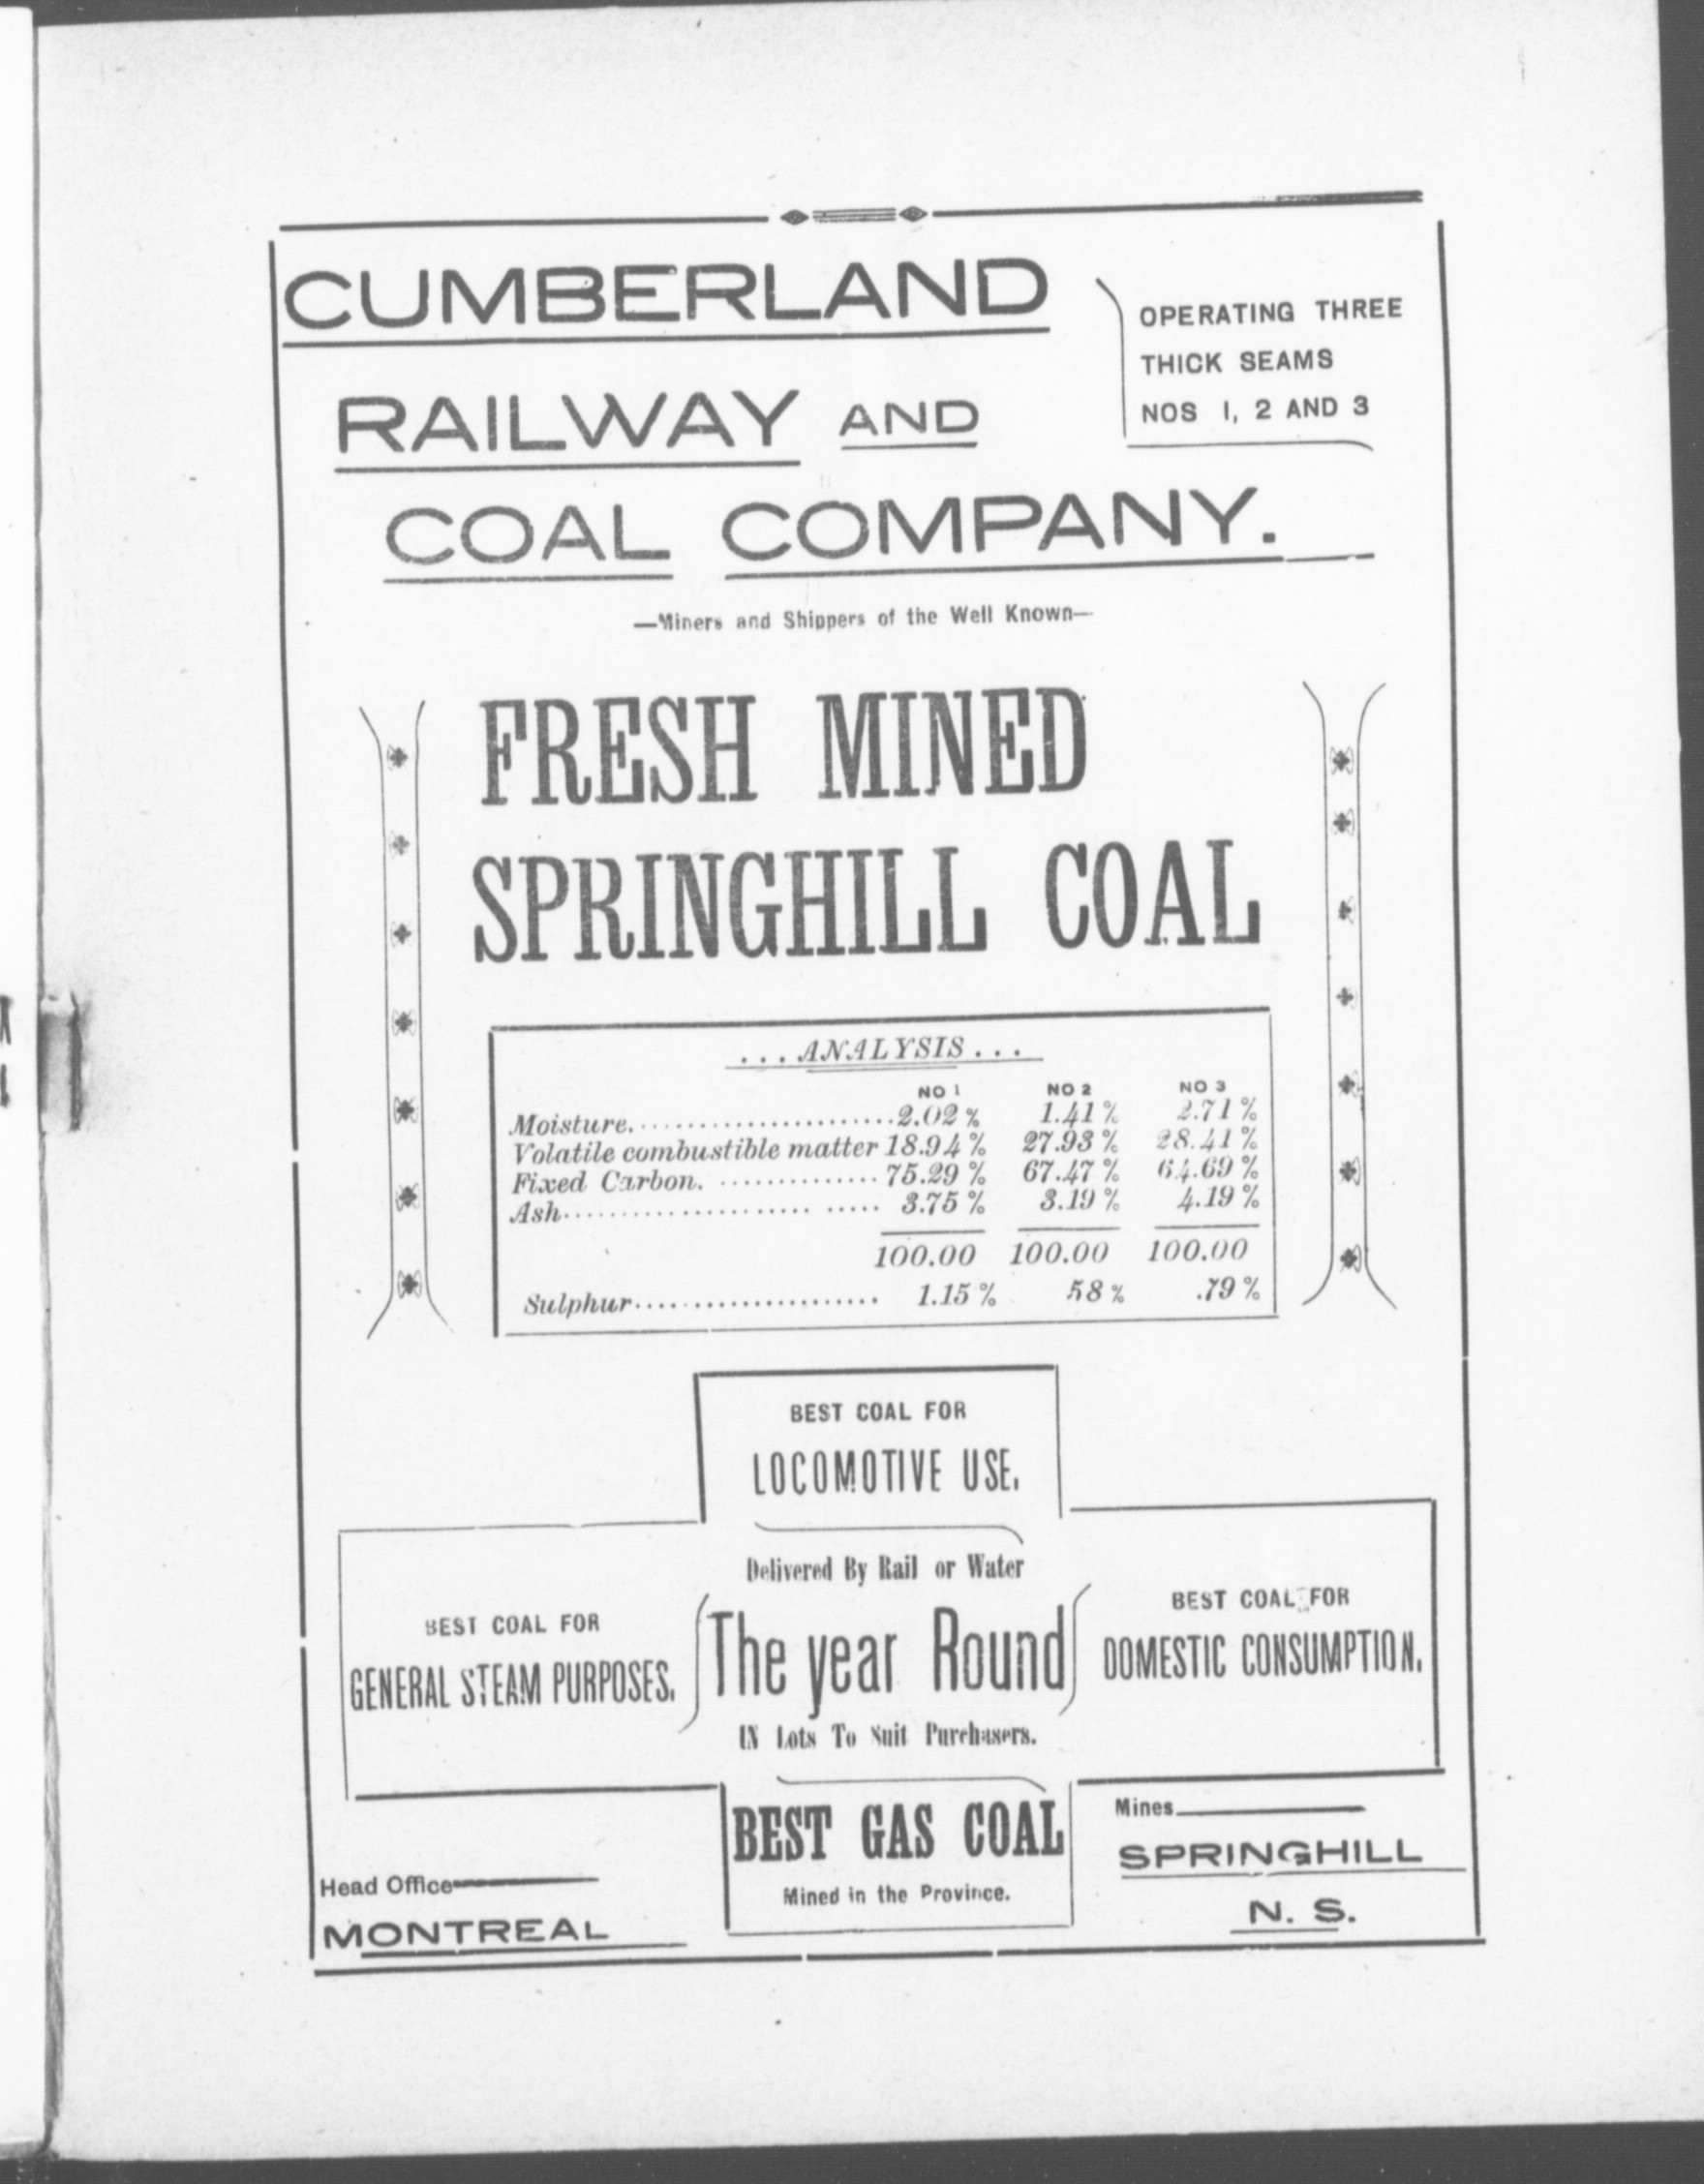 CUMBERLAND
RAILWAY AND
COAL COMPANY.
OPERATING THREE
THICK SEAMS
NOS 1, 2 AND 3
—Miners and Shippers of the Well Known—
FRESH MINED
SPRINGHILL COAL
...ANALYSIS...
NO 1 NO 2 NO 3
Moisture.......................2.02% 1.41% 2.71%
Volatile combustible matter 18.94% 27.93% 28.41%
Fixed Carbon. .............. 75.29% 67.47% 64.69%
Ash..................... ..... 3.75% 3.19% 4.19%
100.00 100.00 100.00
Sulphur..................... 1.15% 58% .79%
BEST COAL FOR
LOCOMOTIVE USE.
BEST COAL FOR
GENERAL STEAM PURPOSES.
Delivered By Rail or Water
The year Round
IN Lots To Suit Purchasers.
BEST COAL FOR
DOMESTIC CONSUMPTION.
BEST GAS COAL
Mined in the Province.
Head Office
MONTREAL
Mines
SPRINGHILL
N. S.